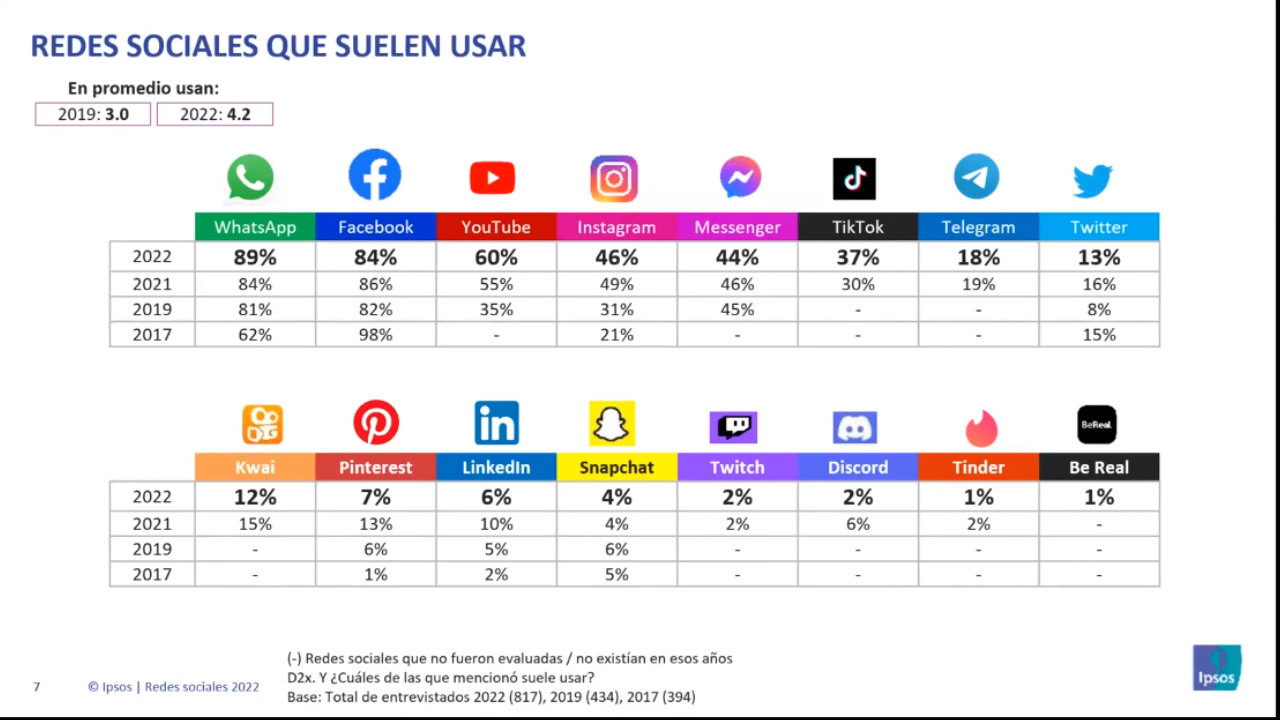 REDES SOCIALES QUE SUELEN USAR
En promedio usan:
2019: 3.0 2022: 4.2
WhatsApp Facebook YouTube Instagram Messenger TikTok Telegram Twitter
2022 89% 84% 60% 46% 44% 37% 18% 13%
2021 84% 86% 55% 49% 46% 30% 19% 16%
2019 81% 82% 35% 31% 45% - - 8%
2017 62% 98% - 21% - - - 15%
in BeReal.
Kwai Pinterest LinkedIn Snapchat Twitch Discord Tinder Be Real
2022 12% 7% 6% 4% 2% 2% 1% 1%
2021 15% 13% 10% 4% 2% 6% 2% -
2019 - 6% 5% 6% - - - -
2017 - 1% 2% 5% - - - -
(-) Redes sociales que no fueron evaluadas / no existían en esos años
D2x. Y ¿Cuáles de las que mencionó suele usar?
Base: Total de entrevistados 2022 (817), 2019 (434), 2017 (394)
7 © Ipsos | Redes sociales 2022
Ipsos